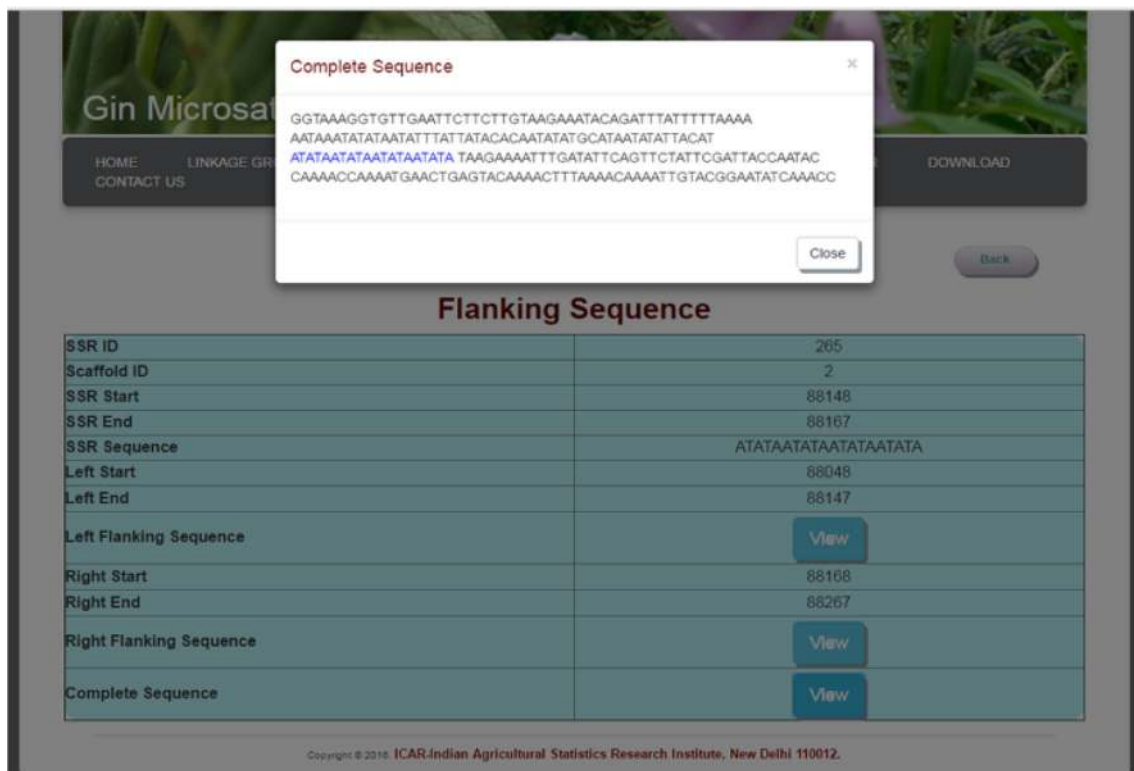 Complete Sequence ×
GGTAAAGGTGTTGAATTCTTCTTGTAAGAAATACAGATTTATTTTTAAAA
AATAAATATATAATATTTATTATACACAATATATGCATAATATATTACAT
ATATAATATAATATAATATA TAAGAAAATTTGATATTCAGTTCTATTCGATTACCAATAC
CAAAACCAAAATGAACTGAGTACAAAACTTTAAAACAAAATTGTACGGAATATCAAACC
Close
Gin Microsat
HOME LINKAGE GR DOWNLOAD
CONTACT US
Back
Flanking Sequence
SSR ID 265
Scaffold ID 2
SSR Start 88148
SSR End 88167
SSR Sequence ATATAATATAATATAATATA
Left Start 88048
Left End 88147
Left Flanking Sequence View
Right Start 88168
Right End 88267
Right Flanking Sequence View
Complete Sequence View
Copyright © 2016 ICAR-Indian Agricultural Statistics Research Institute, New Delhi 110012.